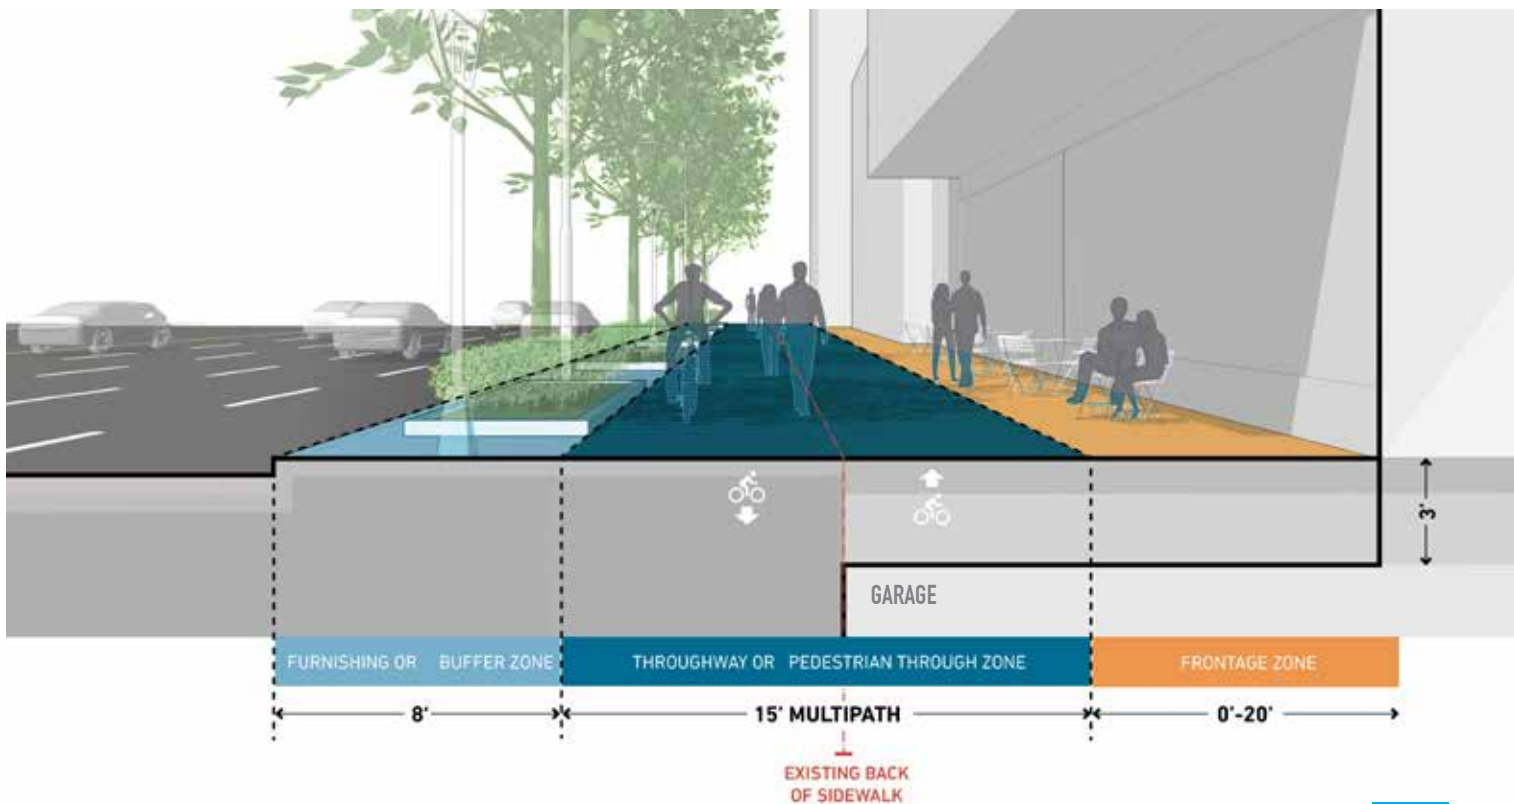 3'
GARAGE
FURNISHING OR BUFFER ZONE
THROUGHWAY OR PEDESTRIAN THROUGH ZONE
FRONTAGE ZONE
8'
15' MULTIPATH
0'-20'
EXISTING BACK
OF SIDEWALK